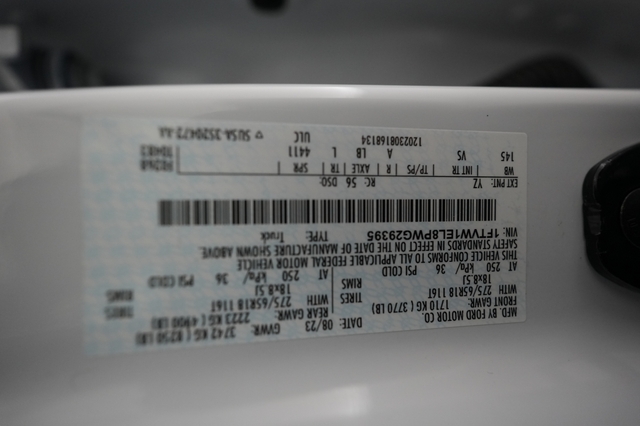 MFD. BY FORD MOTOR CO. DATE: 08/23 GVWR: 3742 KG ( 8250 LB)
FRONT GAWR: 1710 KG ( 3770 LB) REAR GAWR: 2223 KG ( 4900 LB)
WITH 275/65R18 116T TIRES WITH 275/65R18 116T TIRES
18x8.5J RIMS 18x8.5J RIMS
AT 250 kPa/ 36 PSI COLD AT 250 kPa/ 36 PSI COLD
THIS VEHICLE CONFORMS TO ALL APPLICABLE FEDERAL MOTOR VEHICLE
SAFETY STANDARDS IN EFFECT ON THE DATE OF MANUFACTURE SHOWN ABOVE.
VIN: 1FTVW1EL8PWG29395 TYPE: Truck
EXT PNT: YZ RC: 56 DSO:
WB INT TR TP/PS R AXLE TR SPR
145 VS A LB L 4411
1202308168134 ULC